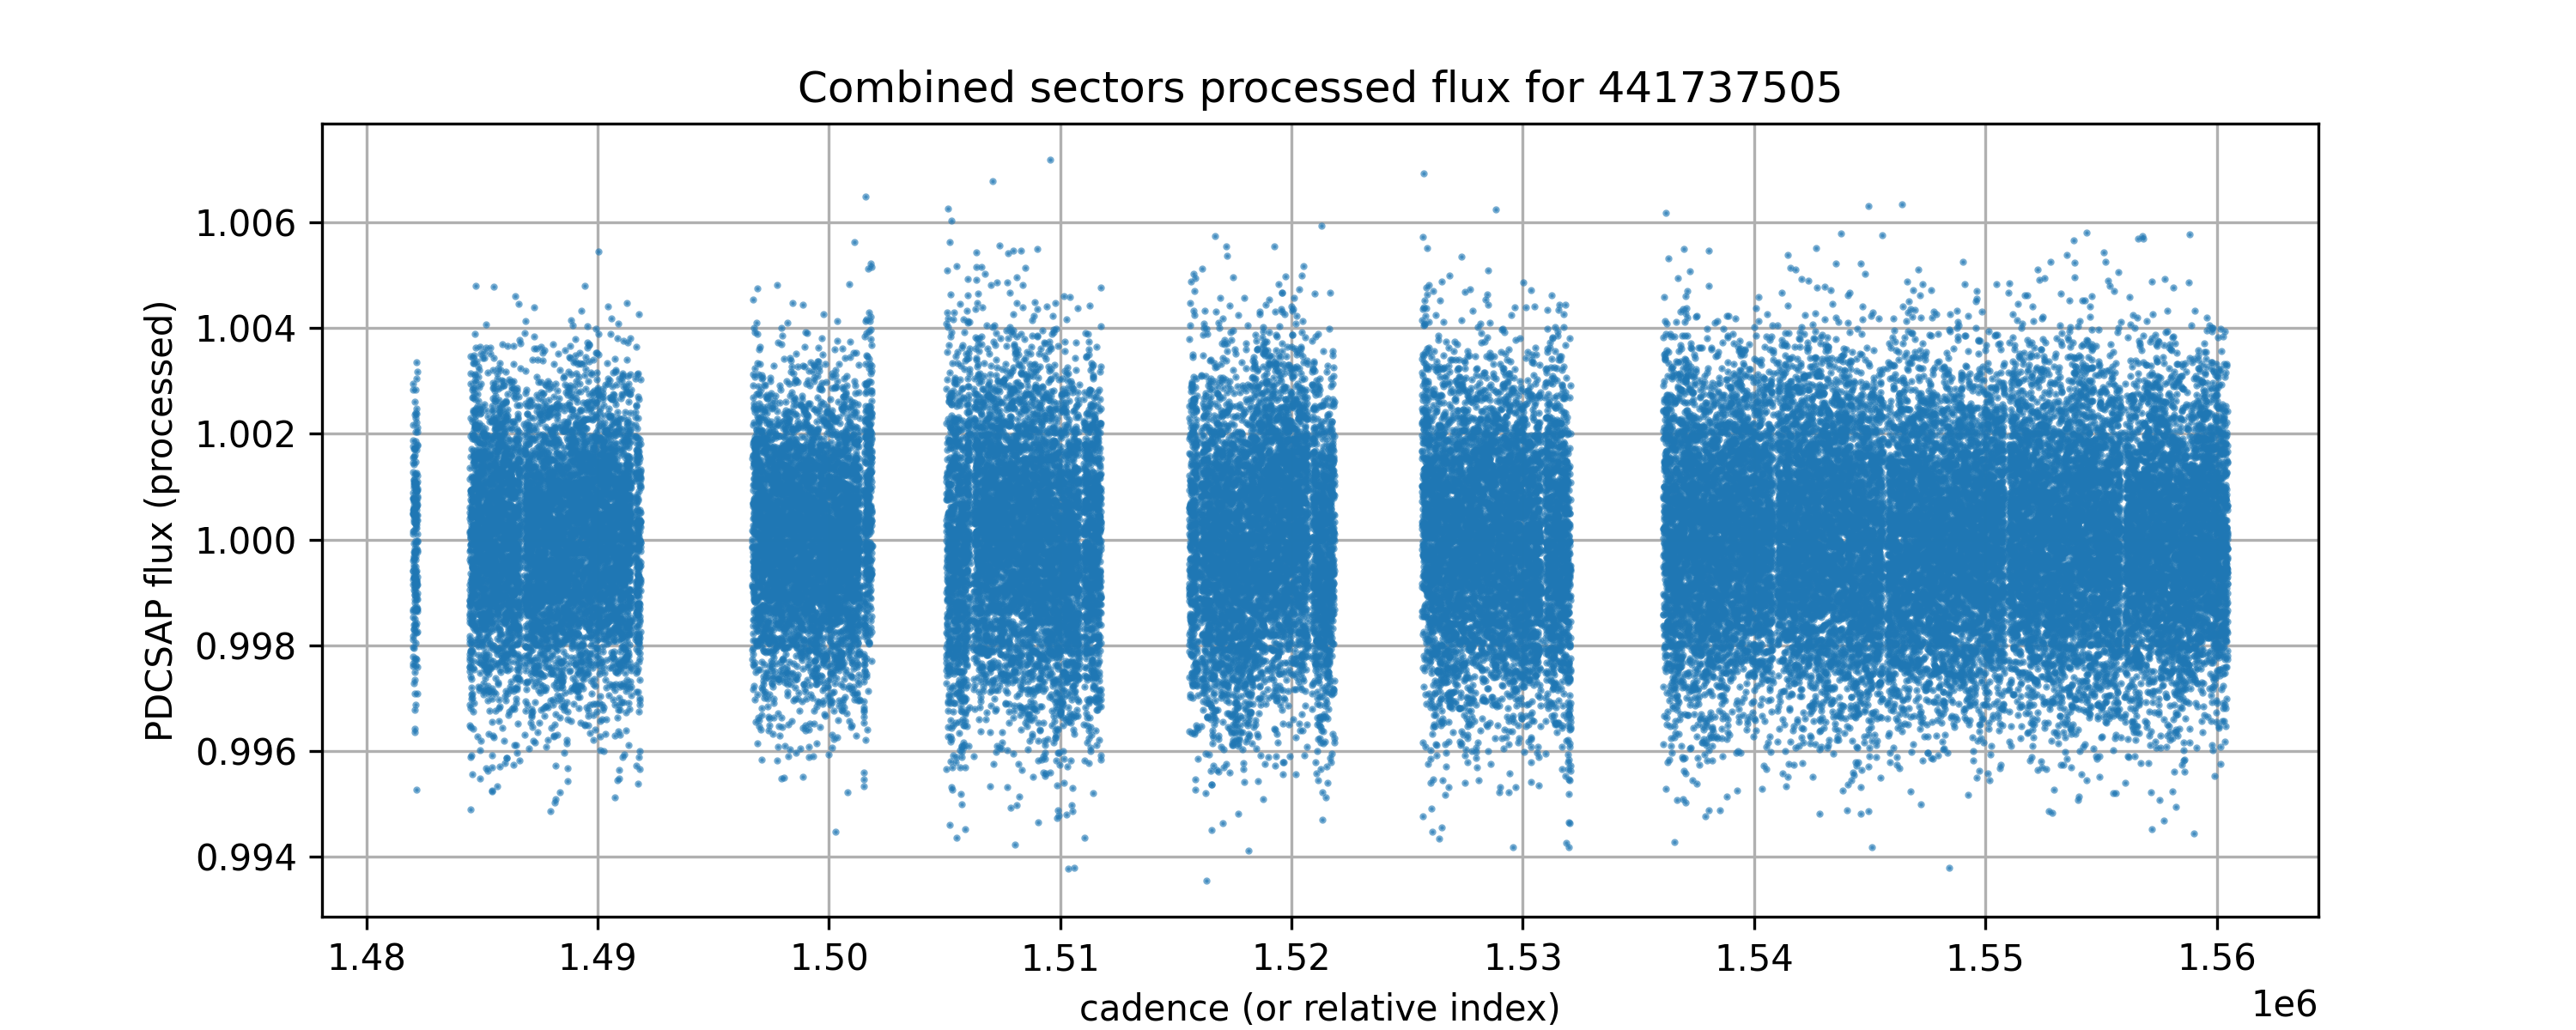 Combined sectors processed flux for 441737505
PDCSAP flux (processed)
1.006
1.004
1.002
1.000
0.998
0.996
0.994
1.48 1.49 1.50 1.51 1.52 1.53 1.54 1.55 1.56
1e6
cadence (or relative index)